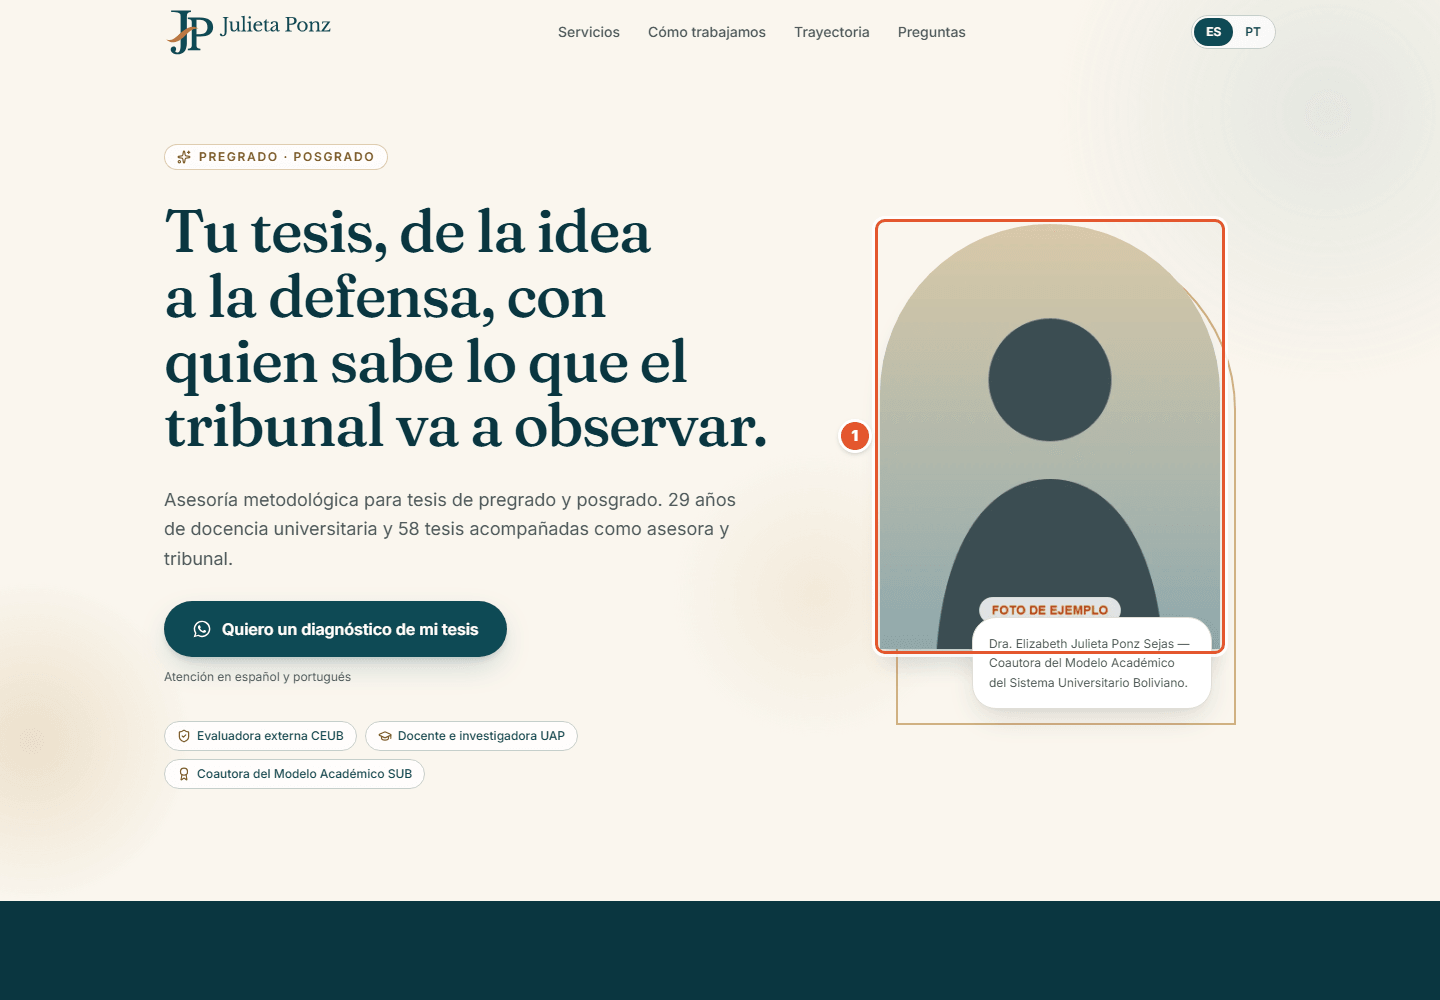 JP Julieta Ponz
Servicios
Cómo trabajamos
Trayectoria
Preguntas
ES
PT
PREGRADO · POSGRADO
Tu tesis, de la idea
a la defensa, con
quien sabe lo que el
tribunal va a observar.
Asesoría metodológica para tesis de pregrado y posgrado. 29 años
de docencia universitaria y 58 tesis acompañadas como asesora y
tribunal.
Quiero un diagnóstico de mi tesis
Atención en español y portugués
Evaluadora externa CEUB
Docente e investigadora UAP
Coautora del Modelo Académico SUB
1
FOTO DE EJEMPLO
Dra. Elizabeth Julieta Ponz Sejas —
Coautora del Modelo Académico
del Sistema Universitario Boliviano.